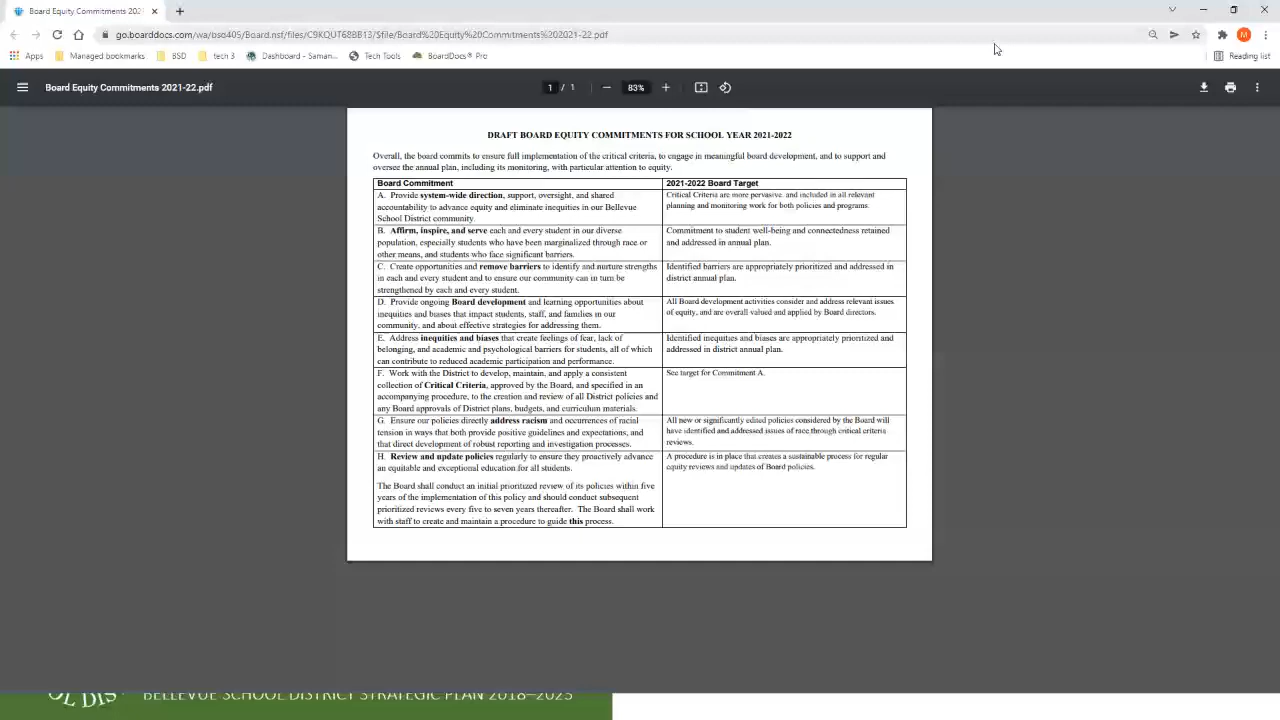 Board Equity Commitments 202
go.boarddocs.com/wa/bsd405/Board.nsf/files/C9KQUT68BB13/$file/Board%20Equity%20Commitments%202021-22.pdf
M
Apps Managed bookmarks BSD tech 3 Dashboard - Saman... Tech Tools BoardDocs® Pro Reading list
Board Equity Commitments 2021-22.pdf 1 / 1 83%
DRAFT BOARD EQUITY COMMITMENTS FOR SCHOOL YEAR 2021-2022
Overall, the board commits to ensure full implementation of the critical criteria, to engage in meaningful board development, and to support and
oversee the annual plan, including its monitoring, with particular attention to equity.
Board Commitment
2021-2022 Board Target
A. Provide system-wide direction, support, oversight, and shared
accountability to advance equity and eliminate inequities in our Bellevue
School District community.
Critical Criteria are more pervasive, and included in all relevant
planning and monitoring work for both policies and programs.
B. Affirm, inspire, and serve each and every student in our diverse
population, especially students who have been marginalized through race or
other means, and students who face significant barriers.
Commitment to student well-being and connectedness retained
and addressed in annual plan.
C. Create opportunities and remove barriers to identify and nurture strengths
in each and every student and to ensure our community can in turn be
strengthened by each and every student.
Identified barriers are appropriately prioritized and addressed in
district annual plan.
D. Provide ongoing Board development and learning opportunities about
inequities and biases that impact students, staff, and families in our
community, and about effective strategies for addressing them.
All Board development activities consider and address relevant issues
of equity, and are overall valued and applied by Board directors.
E. Address inequities and biases that create feelings of fear, lack of
belonging, and academic and psychological barriers for students, all of which
can contribute to reduced academic participation and performance.
Identified inequities and biases are appropriately prioritized and
addressed in district annual plan.
F. Work with the District to develop, maintain, and apply a consistent
collection of Critical Criteria, approved by the Board, and specified in an
accompanying procedure, to the creation and review of all District policies and
any Board approvals of District plans, budgets, and curriculum materials.
See target for Commitment A.
G. Ensure our policies directly address racism and occurrences of racial
tension in ways that both provide positive guidelines and expectations, and
that direct development of robust reporting and investigation processes.
All new or significantly edited policies considered by the Board will
have identified and addressed issues of race through critical criteria
reviews.
H. Review and update policies regularly to ensure they proactively advance
an equitable and exceptional education for all students.
The Board shall conduct an initial prioritized review of its policies within five
years of the implementation of this policy and should conduct subsequent
prioritized reviews every five to seven years thereafter. The Board shall work
with staff to create and maintain a procedure to guide this process.
A procedure is in place that creates a sustainable process for regular
equity reviews and updates of Board policies.
OL DIS BELLEVUE SCHOOL DISTRICT STRATEGIC PLAN 2018–2023